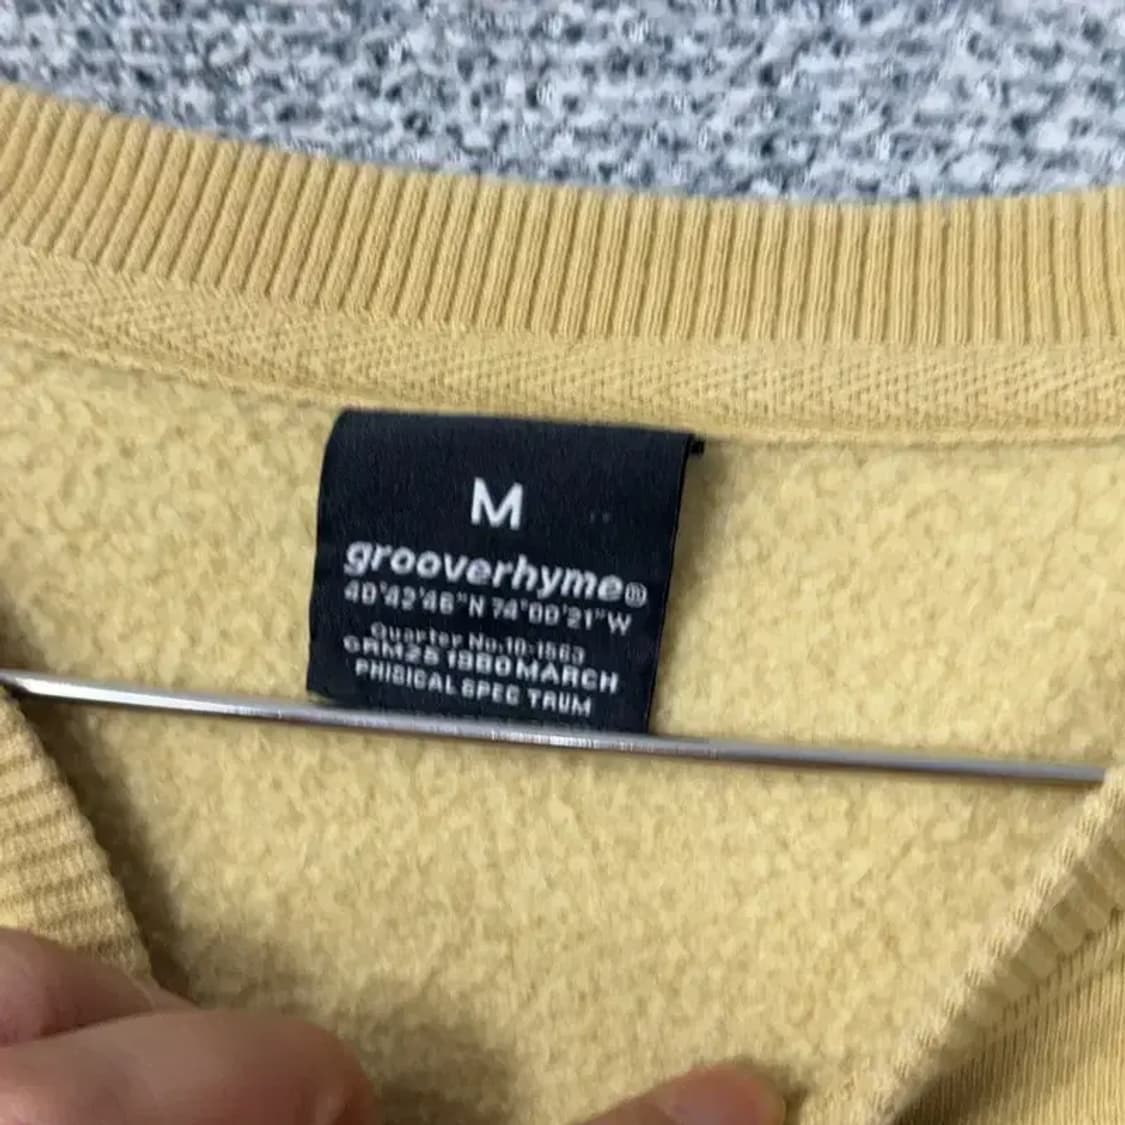 M
grooverhyme®
40°42'46"N 74°00'21"W
Quarter No.10-1563
GRM25 1980 MARCH
PHISICAL SPEC TRUM